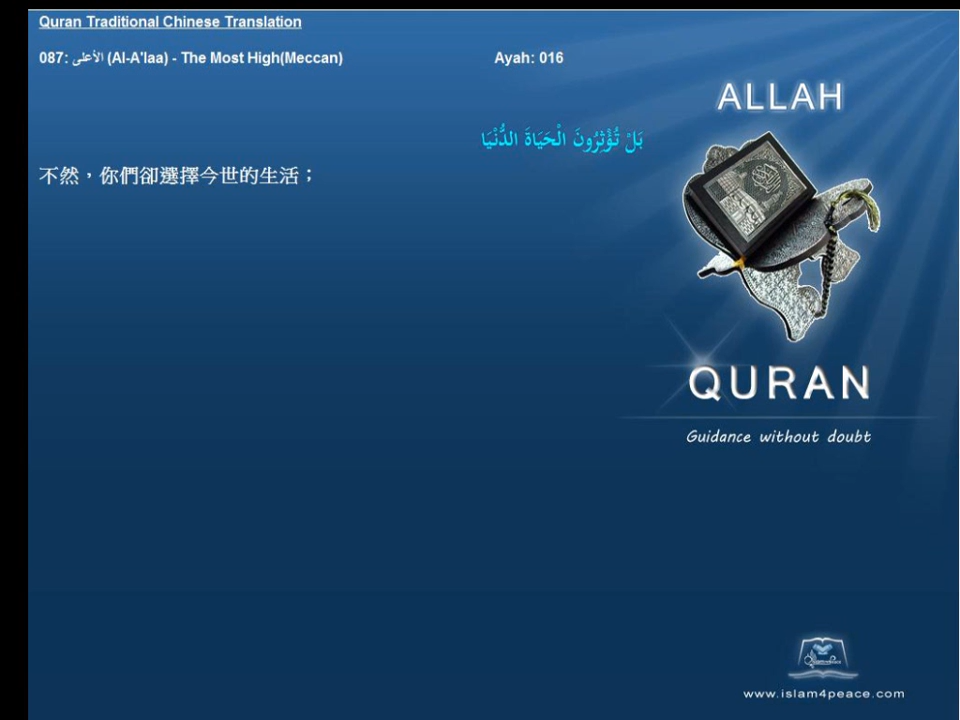 Quran Traditional Chinese Translation
087: الأعلى (Al-A'laa) - The Most High(Meccan) Ayah: 016
ALLAH
بَلْ تُؤْثِرُونَ الْحَيَاةَ الدُّنْيَا
不然，你們卻選擇今世的生活；
QURAN
Guidance without doubt
www.islam4peace.com